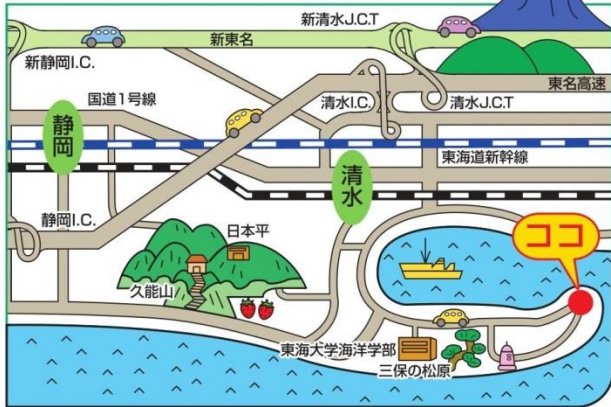 新清水J.C.T
新東名
新静岡I.C.
東名高速
国道1号線
清水I.C.
清水J.C.T
静岡
東海道新幹線
清水
静岡I.C.
日本平
ココ
久能山
東海大学海洋学部
三保の松原